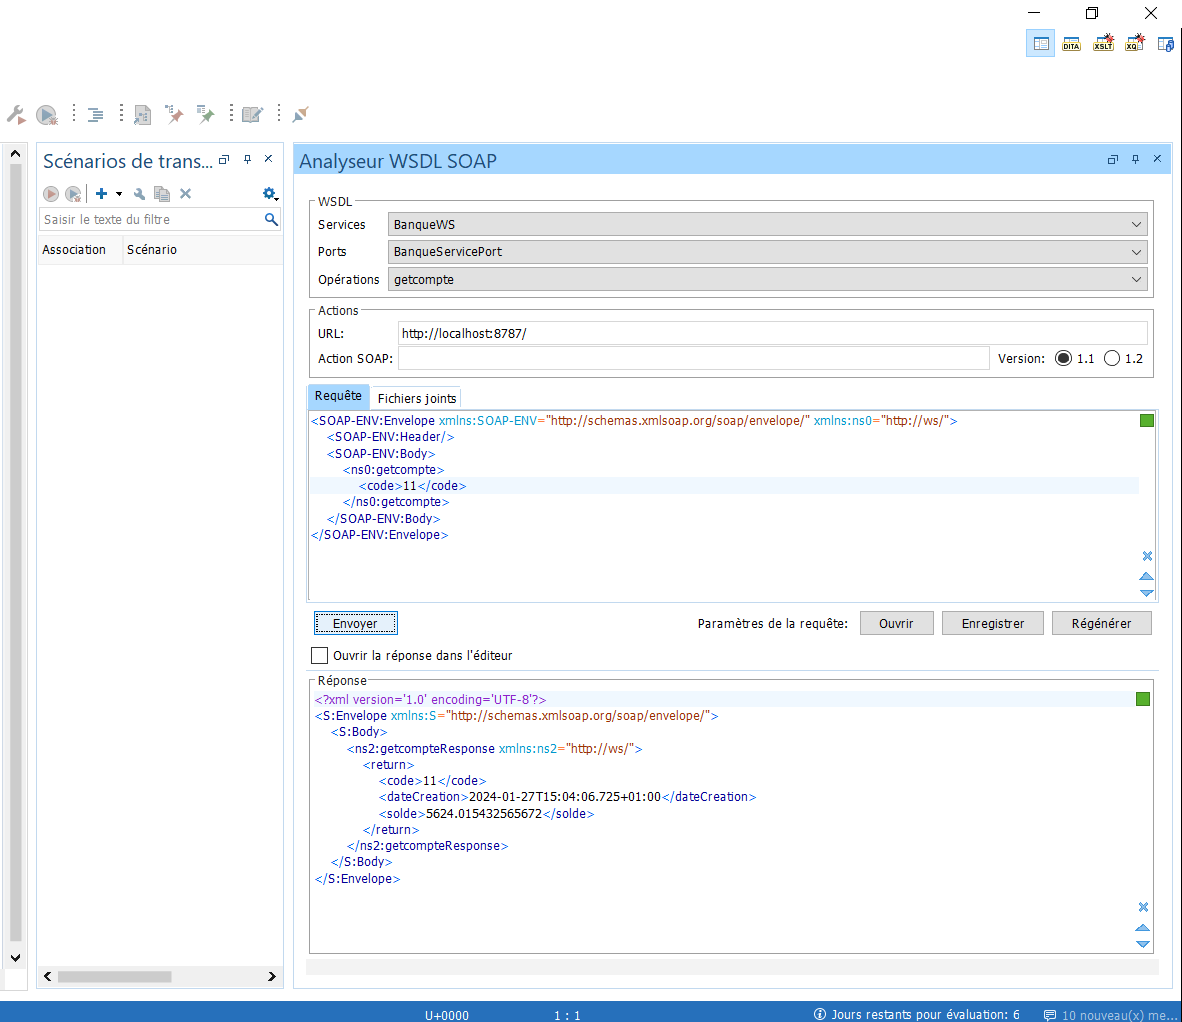 DITA XSLT XQ
Scénarios de trans...
Saisir le texte du filtre
Association Scénario
Analyseur WSDL SOAP
WSDL
Services BanqueWS
Ports BanqueServicePort
Opérations getcompte
Actions
URL: http://localhost:8787/
Action SOAP: Version: 1.1 1.2
Requête Fichiers joints
<SOAP-ENV:Envelope xmlns:SOAP-ENV="http://schemas.xmlsoap.org/soap/envelope/" xmlns:ns0="http://ws/">
<SOAP-ENV:Header/>
<SOAP-ENV:Body>
<ns0:getcompte>
<code>11</code>
</ns0:getcompte>
</SOAP-ENV:Body>
</SOAP-ENV:Envelope>
Envoyer Paramètres de la requête: Ouvrir Enregistrer Régénérer
Ouvrir la réponse dans l'éditeur
Réponse
<?xml version='1.0' encoding='UTF-8'?>
<S:Envelope xmlns:S="http://schemas.xmlsoap.org/soap/envelope/">
<S:Body>
<ns2:getcompteResponse xmlns:ns2="http://ws/">
<return>
<code>11</code>
<dateCreation>2024-01-27T15:04:06.725+01:00</dateCreation>
<solde>5624.015432565672</solde>
</return>
</ns2:getcompteResponse>
</S:Body>
</S:Envelope>
U+0000 1 : 1 Jours restants pour évaluation: 6 10 nouveau(x) me...